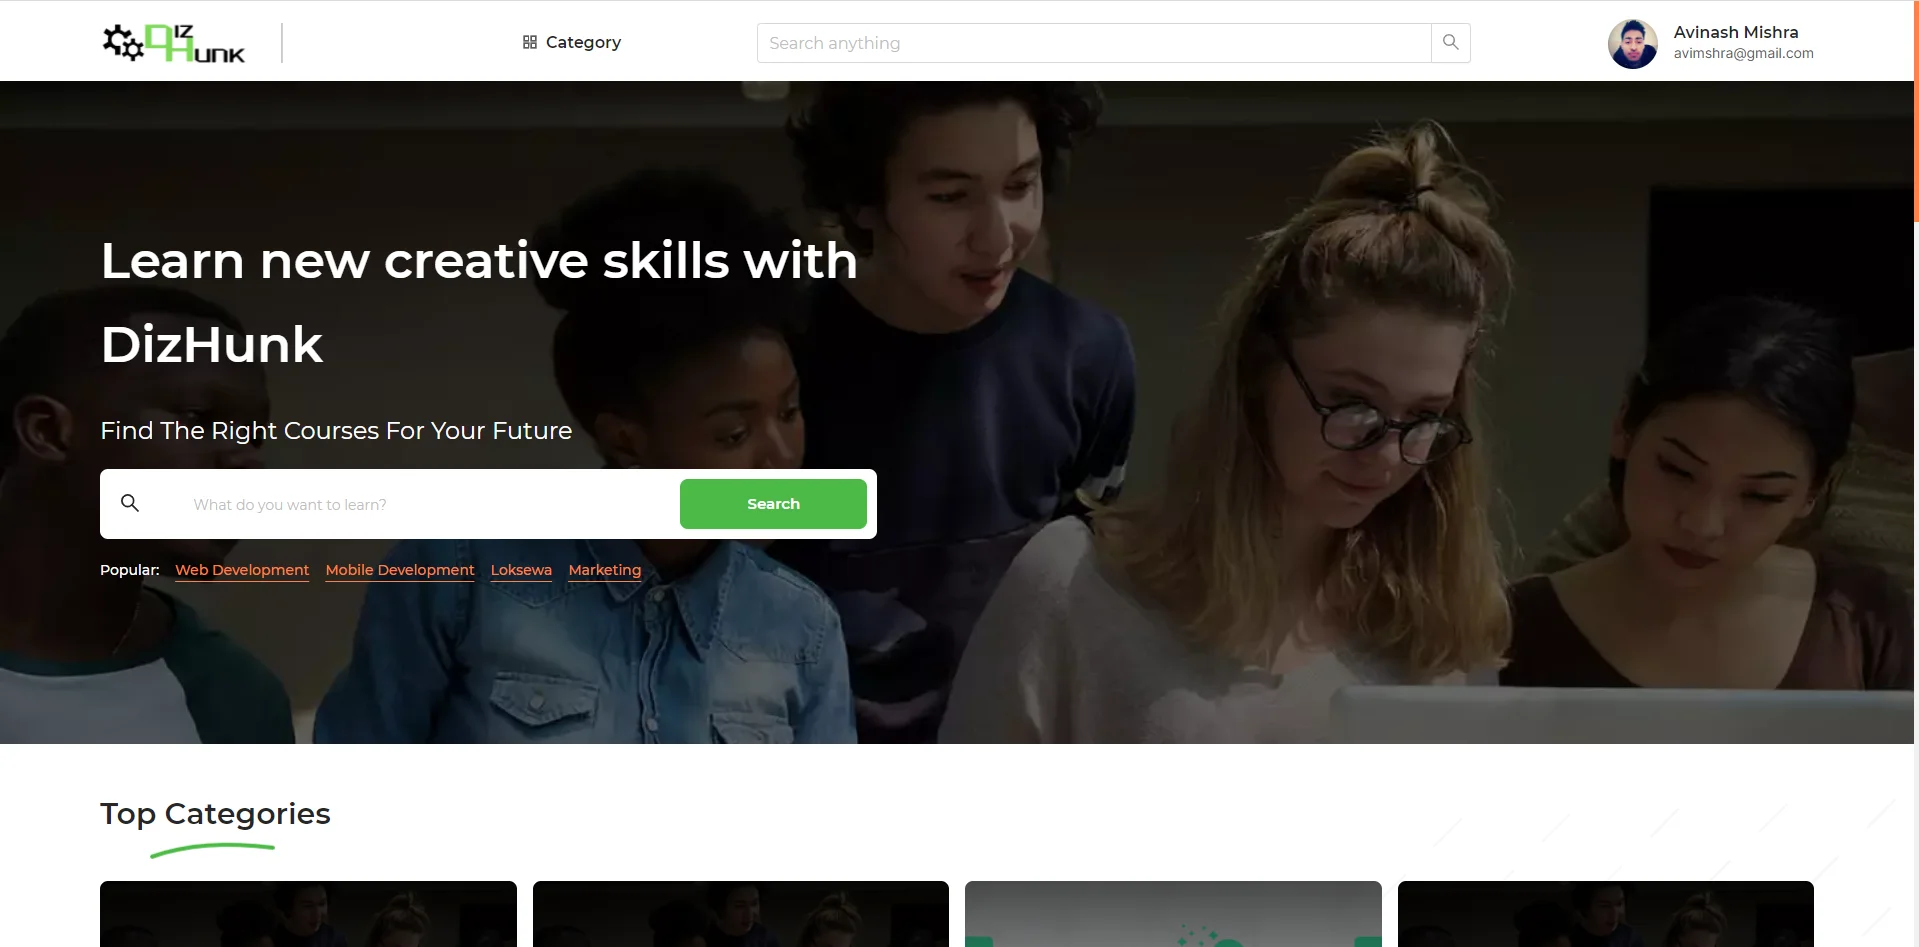 DIZ
HUNK
Category
Search anything
Avinash Mishra
avimshra@gmail.com
Learn new creative skills with
DizHunk
Find The Right Courses For Your Future
What do you want to learn?
Search
Popular: Web Development Mobile Development Loksewa Marketing
Top Categories